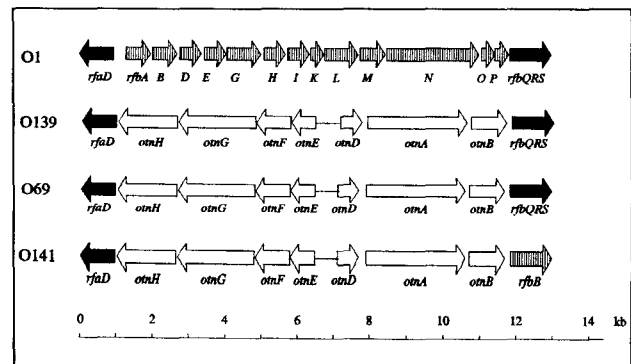 O1
rfaD rfbA B D E G H I K L M N O P rfbQRS
O139
rfaD otnH otnG otnF otnE otnD otnA otnB rfbQRS
O69
rfaD otnH otnG otnF otnE otnD otnA otnB rfbQRS
O141
rfaD otnH otnG otnF otnE otnD otnA otnB rfbB
0 2 4 6 8 10 12 14 kb